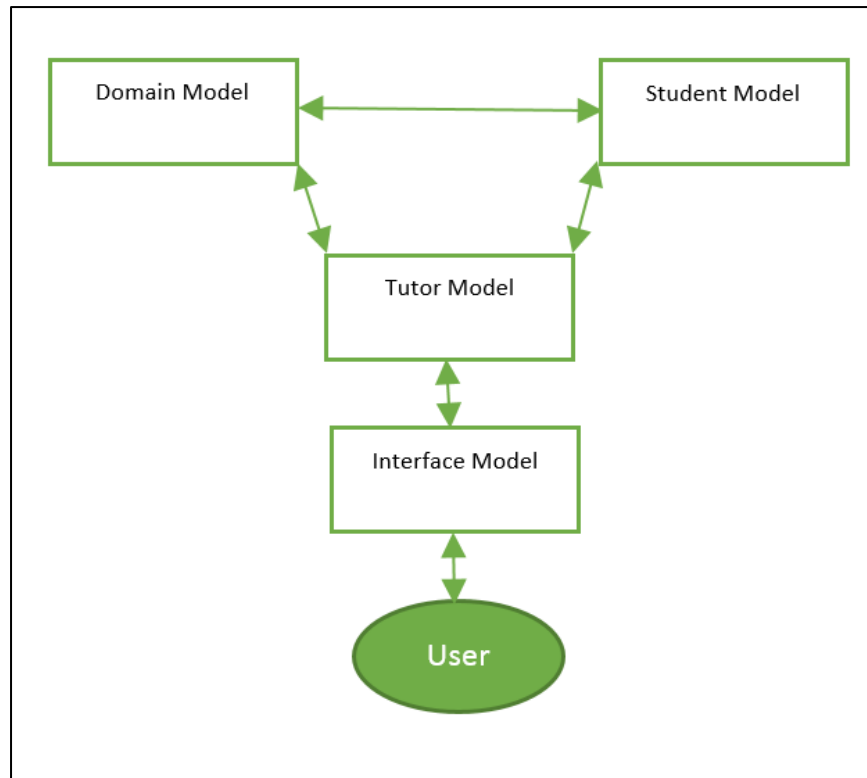 Domain Model
Student Model
Tutor Model
Interface Model
User